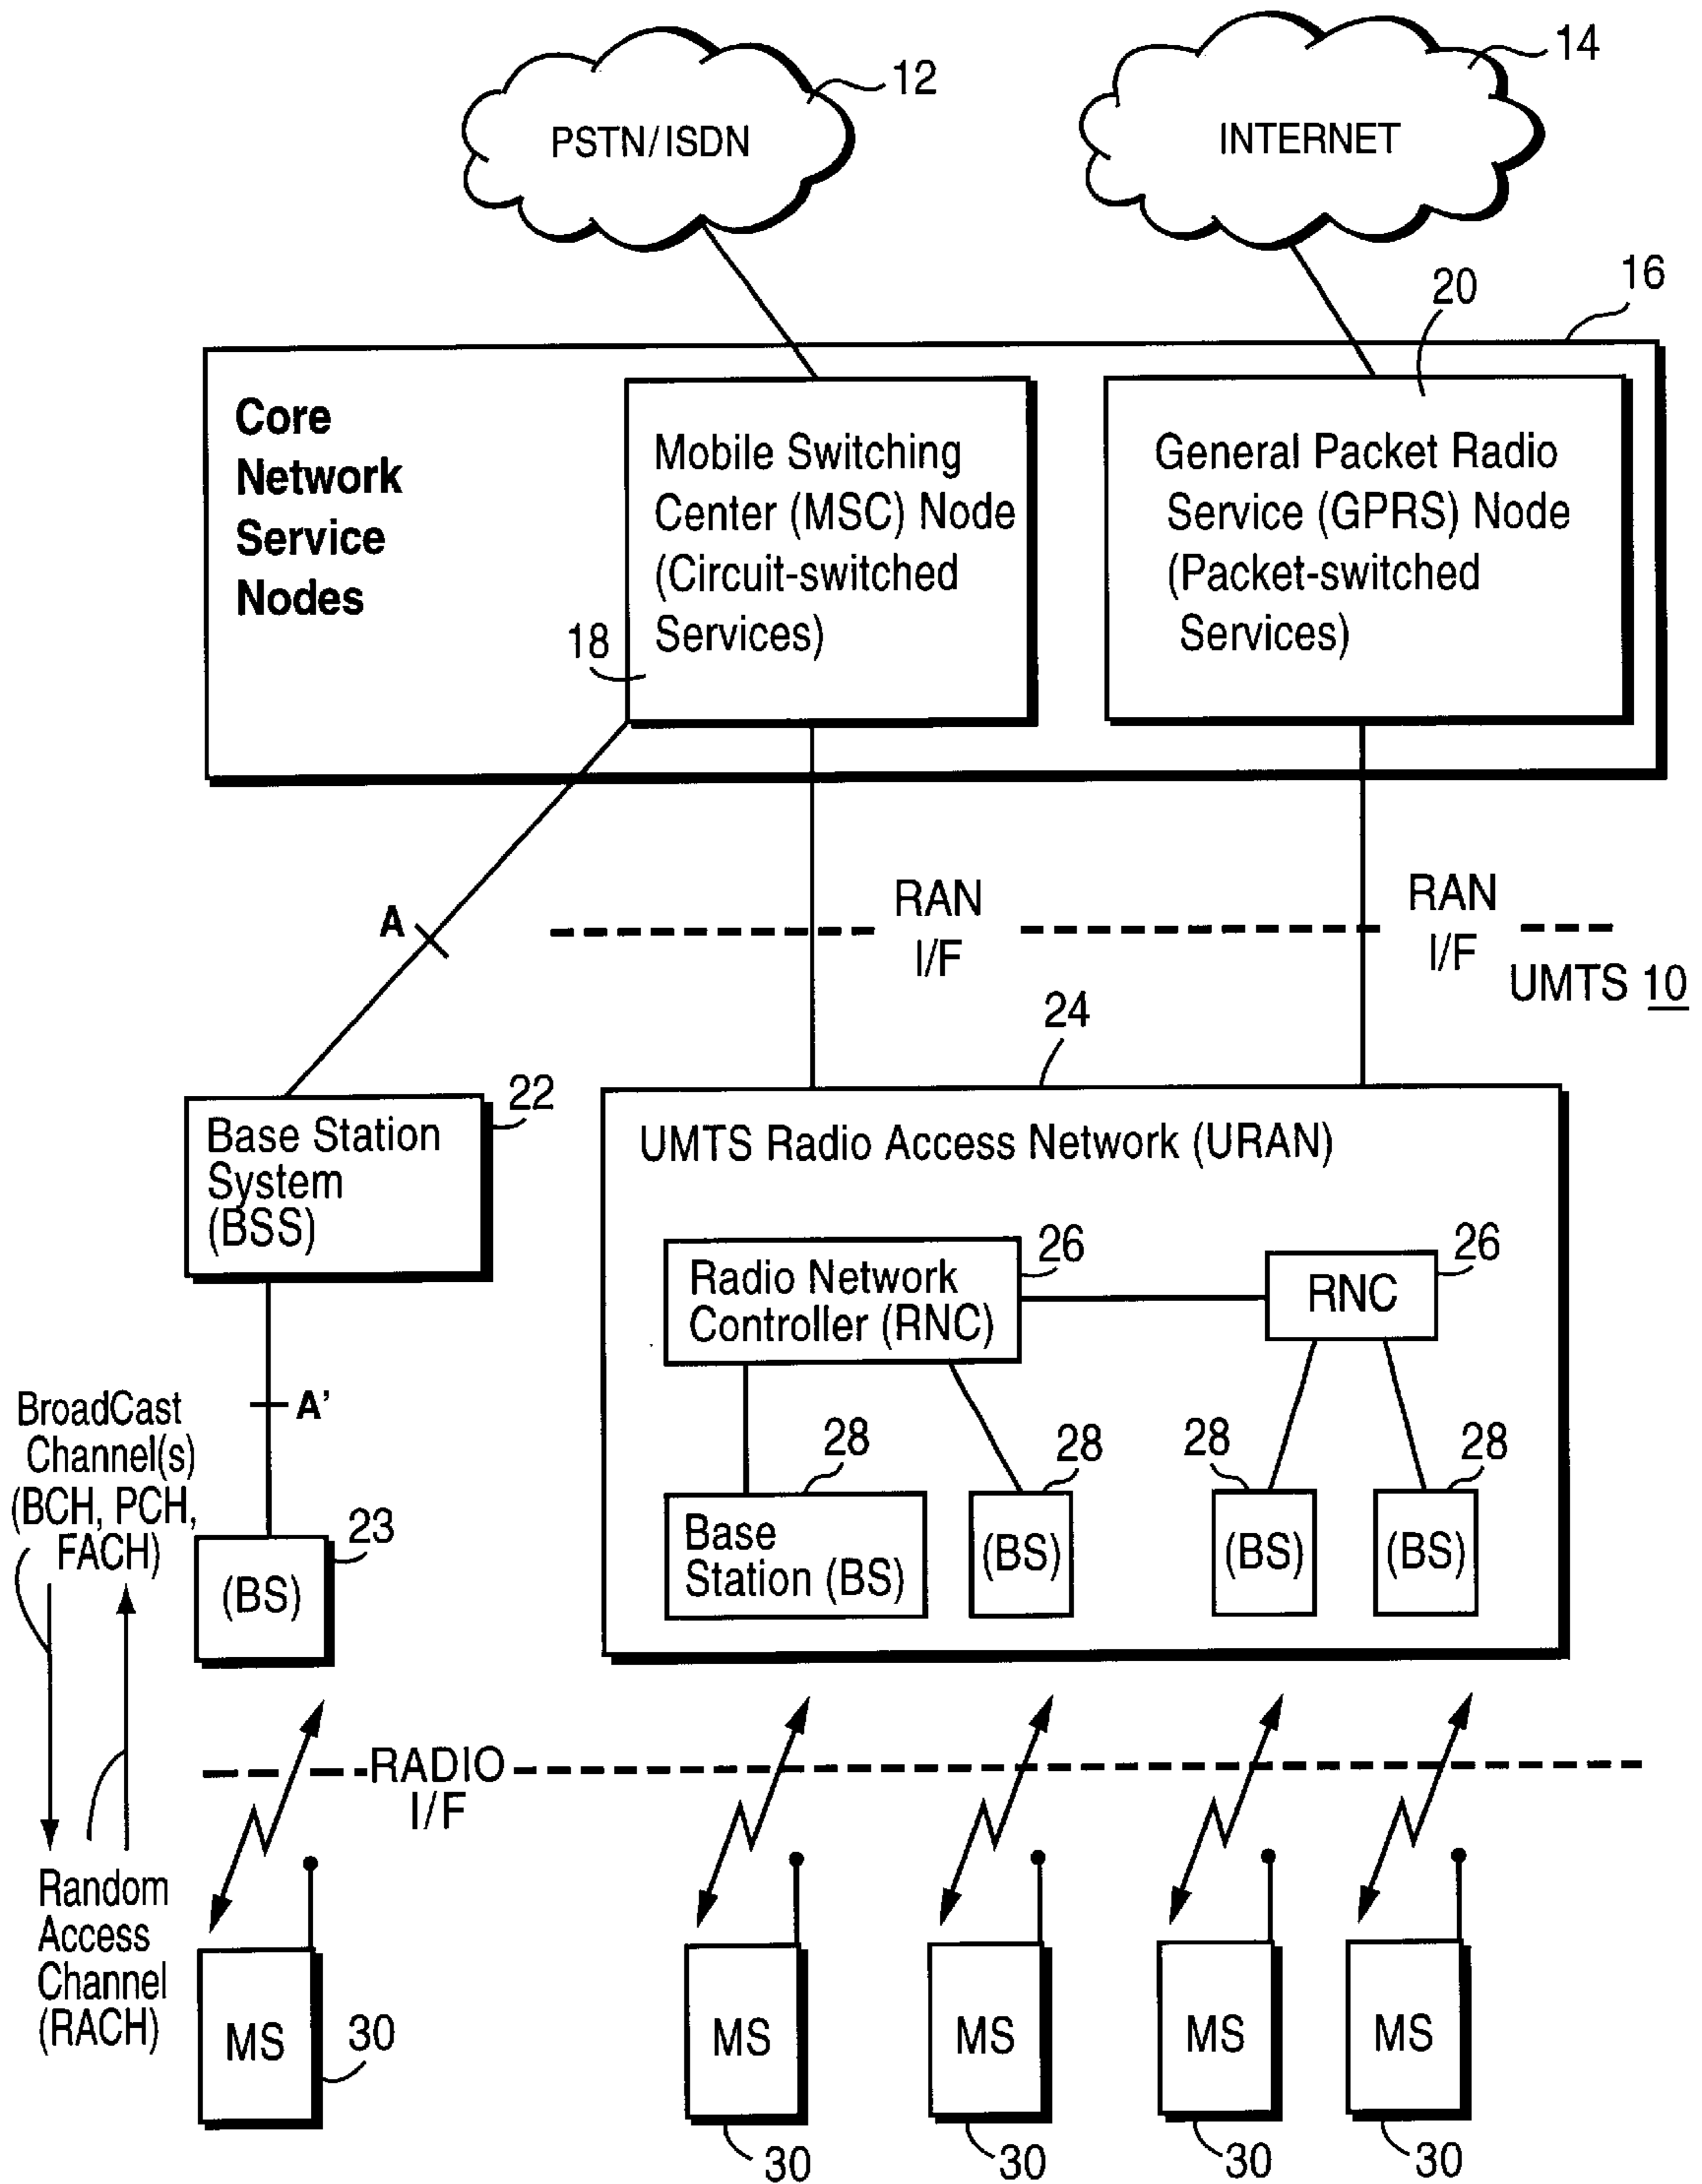 12
14
PSTN/ISDN
INTERNET
16
20
Core
Network
Service
Nodes
Mobile Switching
Center (MSC) Node
(Circuit-switched
Services)
18
General Packet Radio
Service (GPRS) Node
(Packet-switched
Services)
A
RAN
I/F
RAN
I/F
UMTS 10
24
22
Base Station
System
(BSS)
UMTS Radio Access Network (URAN)
26
26
Radio Network
Controller (RNC)
RNC
A'
BroadCast
Channel(s)
(BCH, PCH,
FACH)
28
28
28
28
23
(BS)
Base
Station (BS)
(BS)
(BS)
(BS)
RADIO
I/F
Random
Access
Channel
(RACH)
MS
30
MS
MS
MS
MS
30
30
30
30